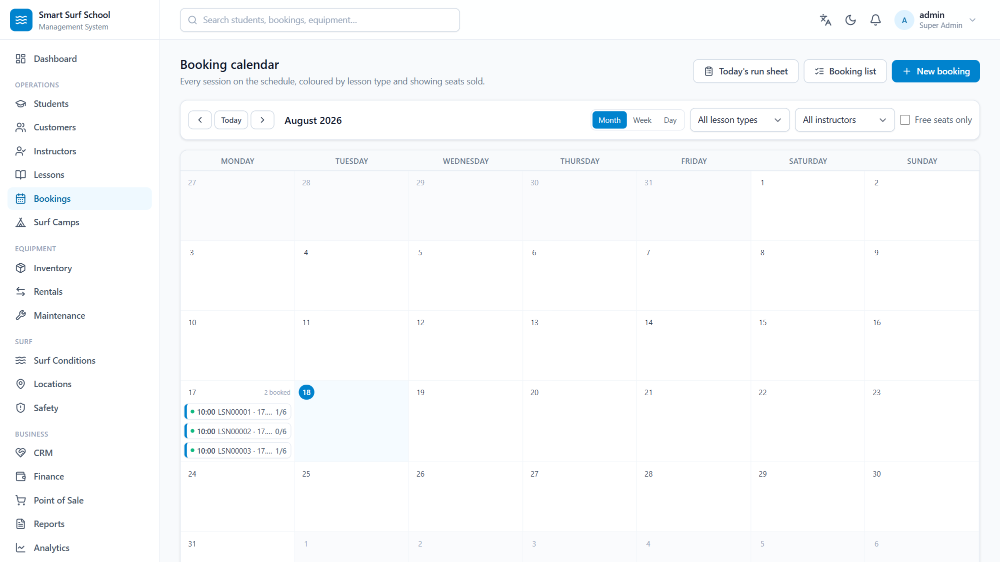 Smart Surf School
Management System
Search students, bookings, equipment...
A
admin
Super Admin
Dashboard
OPERATIONS
Students
Customers
Instructors
Lessons
Bookings
Surf Camps
EQUIPMENT
Inventory
Rentals
Maintenance
SURF
Surf Conditions
Locations
Safety
BUSINESS
CRM
Finance
Point of Sale
Reports
Analytics
Booking calendar
Every session on the schedule, coloured by lesson type and showing seats sold.
Today's run sheet
Booking list
New booking
Today
August 2026
Month Week Day
All lesson types
All instructors
Free seats only
MONDAY TUESDAY WEDNESDAY THURSDAY FRIDAY SATURDAY SUNDAY
27 28 29 30 31 1 2
3 4 5 6 7 8 9
10 11 12 13 14 15 16
17 2 booked 18 19 20 21 22 23
10:00 LSN00001 · 17.... 1/6
10:00 LSN00002 · 17.... 0/6
10:00 LSN00003 · 17.... 1/6
24 25 26 27 28 29 30
31 1 2 3 4 5 6